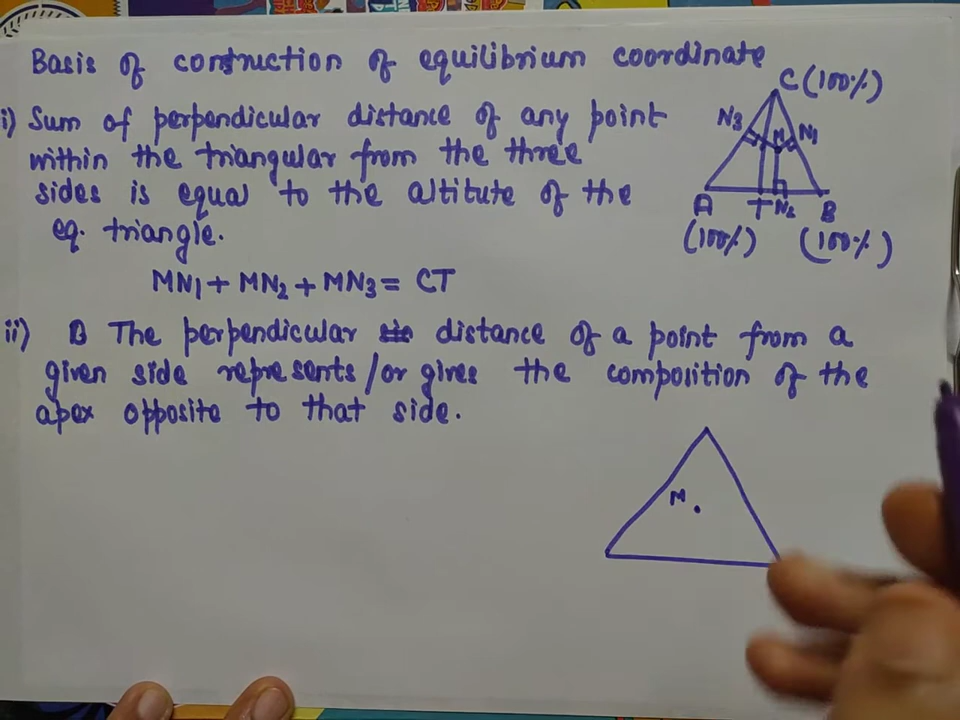 Basis of construction of equilibrium coordinate
i) Sum of perpendicular distance of any point
within the triangular from the three
sides is equal to the altitute of the
eq. triangle.
MN1 + MN2 + MN3 = CT
C (100%)
N3 M N1
A T N2 B
(100%) (100%)
ii) B The perpendicular distance of a point from a
given side represents / or gives the composition of the
apex opposite to that side.
M